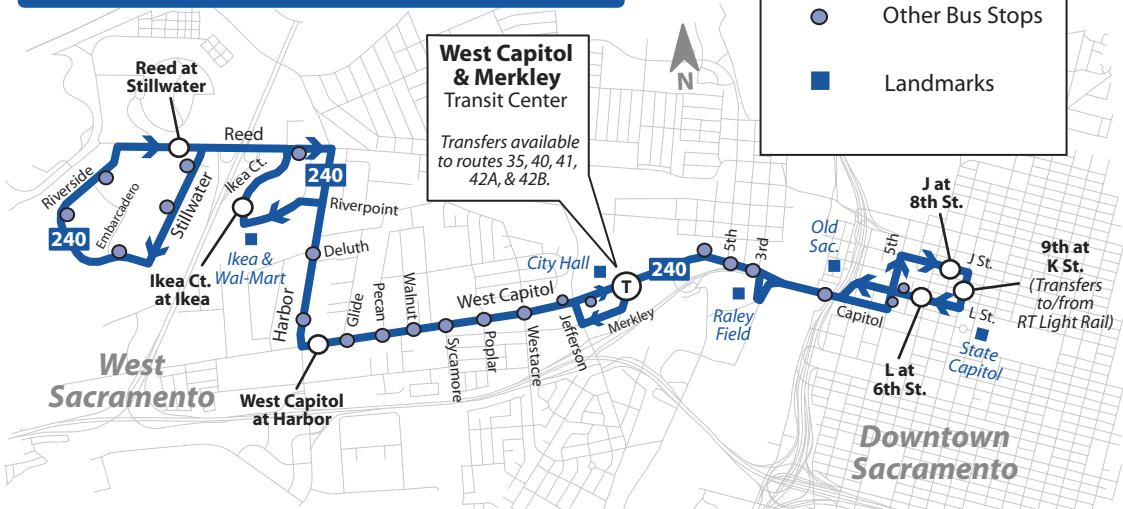 Other Bus Stops
Landmarks
West Capitol
& Merkley
Transit Center
Transfers available
to routes 35, 40, 41,
42A, & 42B.
N
Reed at
Stillwater
Reed
Ikea Ct.
240
Riverside
Embarcadero
Stillwater
240
Riverpoint
Ikea &
Wal-Mart
Ikea Ct.
at Ikea
Deluth
Harbor
Glide
Pecan
Walnut
West Capitol
Sycamore
Poplar
Westacre
Jefferson
Merkley
City Hall
T
240
5th
3rd
Raley
Field
Old
Sac.
Capitol
5th
J at
8th St.
J St.
9th at
K St.
(Transfers
to/from
RT Light Rail)
L St.
State
Capitol
L at
6th St.
West
Sacramento
West Capitol
at Harbor
Downtown
Sacramento